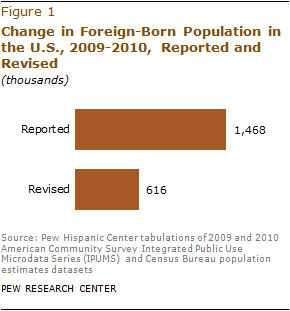 Figure 1
Change in Foreign-Born Population in
the U.S., 2009-2010, Reported and
Revised
(thousands)
Reported
1,468
Revised
616
Source: Pew Hispanic Center tabulations of 2009 and 2010
American Community Survey Integrated Public Use
Microdata Series (IPUMS) and Census Bureau population
estimates datasets
PEW RESEARCH CENTER